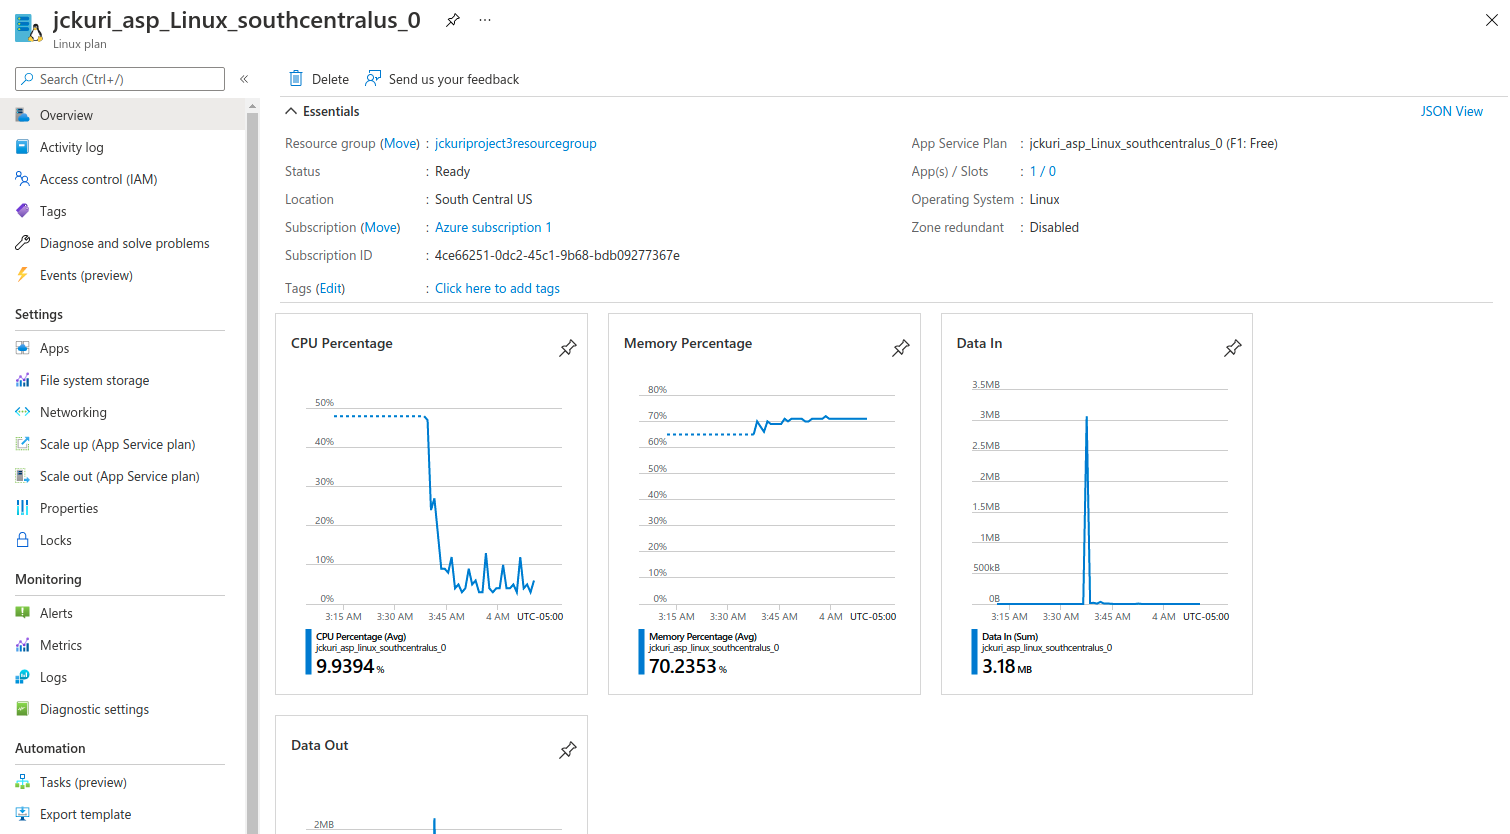 jckuri_asp_Linux_southcentralus_0
Linux plan
Search (Ctrl+/)
Overview
Activity log
Access control (IAM)
Tags
Diagnose and solve problems
Events (preview)
Settings
Apps
File system storage
Networking
Scale up (App Service plan)
Scale out (App Service plan)
Properties
Locks
Monitoring
Alerts
Metrics
Logs
Diagnostic settings
Automation
Tasks (preview)
Export template
Delete
Send us your feedback
Essentials
JSON View
Resource group (Move) : jckuriproject3resourcegroup
Status : Ready
Location : South Central US
Subscription (Move) : Azure subscription 1
Subscription ID : 4ce66251-0dc2-45c1-9b68-bdb09277367e
Tags (Edit) : Click here to add tags
App Service Plan : jckuri_asp_Linux_southcentralus_0 (F1: Free)
App(s) / Slots : 1 / 0
Operating System : Linux
Zone redundant : Disabled
CPU Percentage
50%
40%
30%
20%
10%
0%
3:15 AM 3:30 AM 3:45 AM 4 AM UTC-05:00
CPU Percentage (Avg)
jckuri_asp_linux_southcentralus_0
9.9394 %
Memory Percentage
80%
70%
60%
50%
40%
30%
20%
10%
0%
3:15 AM 3:30 AM 3:45 AM 4 AM UTC-05:00
Memory Percentage (Avg)
jckuri_asp_linux_southcentralus_0
70.2353 %
Data In
3.5MB
3MB
2.5MB
2MB
1.5MB
1MB
500kB
0B
3:15 AM 3:30 AM 3:45 AM 4 AM UTC-05:00
Data In (Sum)
jckuri_asp_linux_southcentralus_0
3.18 MB
Data Out
2MB